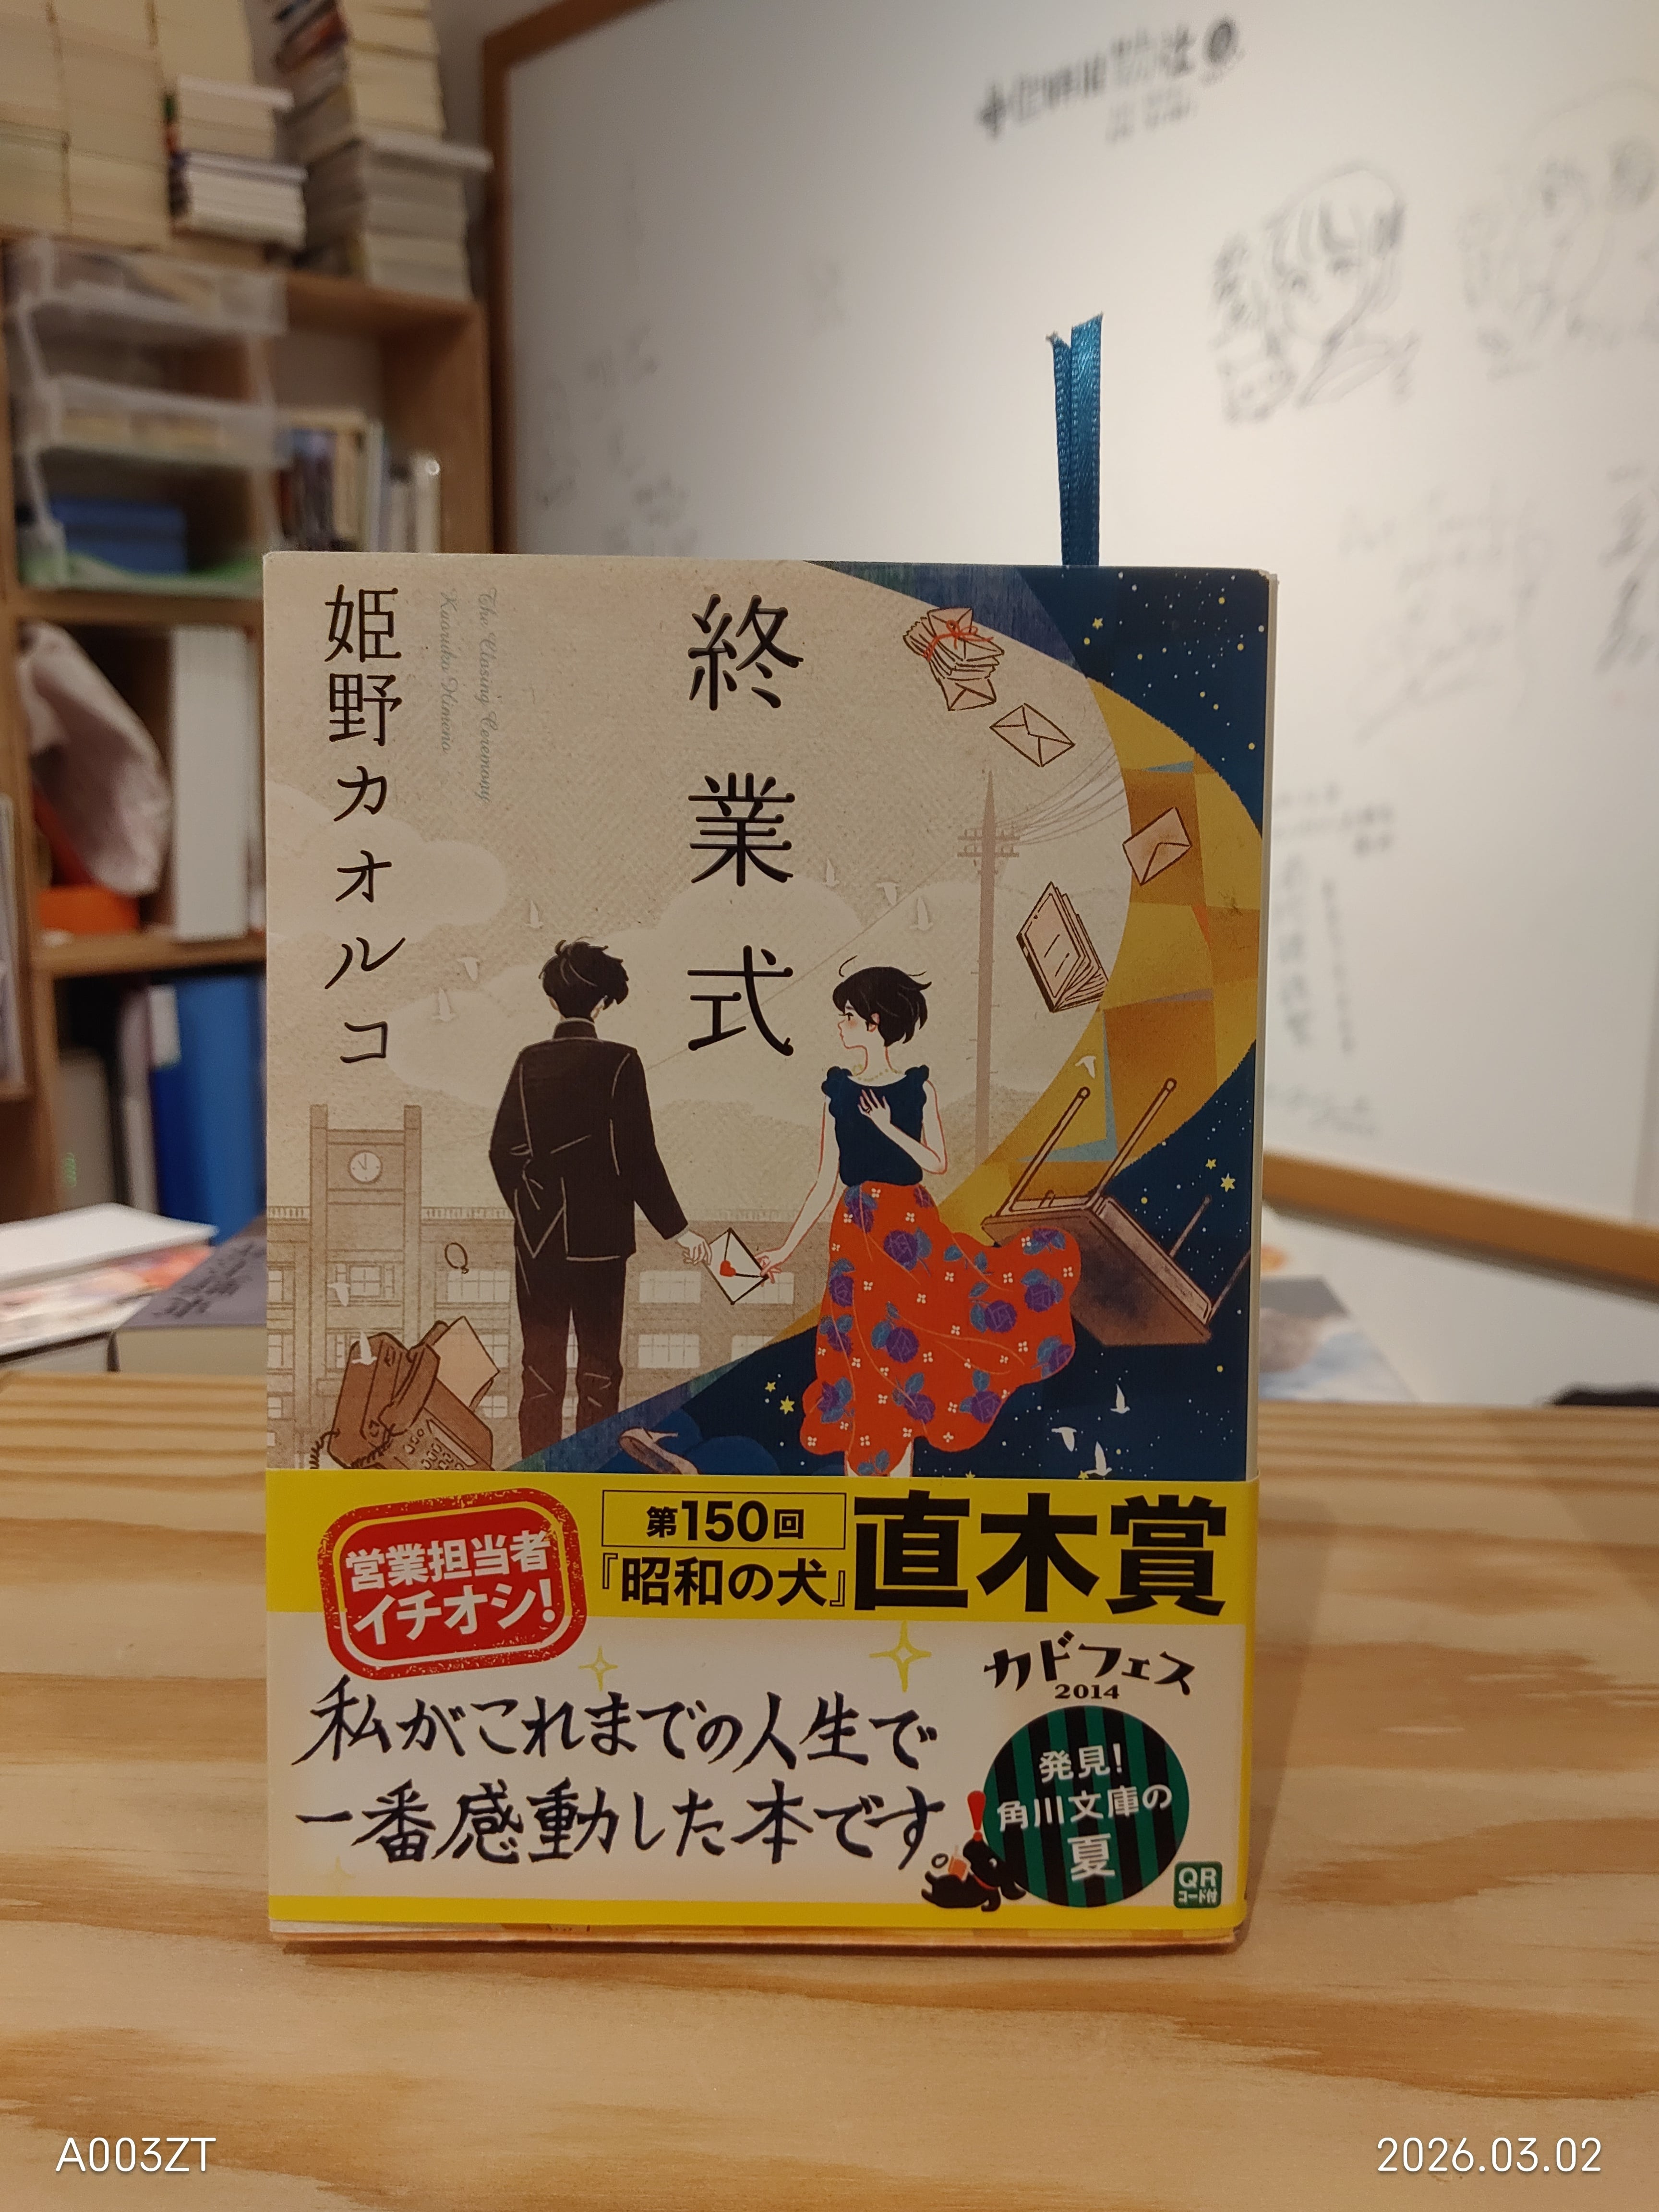 終業式
姫野カオルコ
The Closing Ceremony
Kaoruko Himeno
営業担当者
イチオシ!
第150回
『昭和の犬』
直木賞
私がこれまでの人生で
一番感動した本です。
カドフェス
2014
発見!
角川文庫の
夏
QR
コード付
A003ZT
2026.03.02